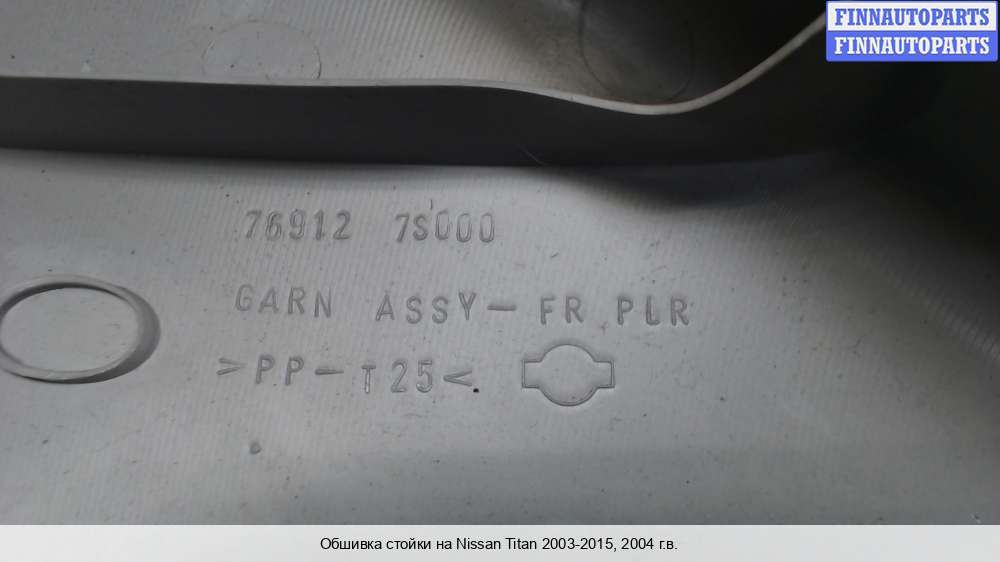 FINNAUTOPARTS
FINNAUTOPARTS
76912 7S000
GARN ASSY-FR PLR
>PP-T25<
Обшивка стойки на Nissan Titan 2003-2015, 2004 г.в.